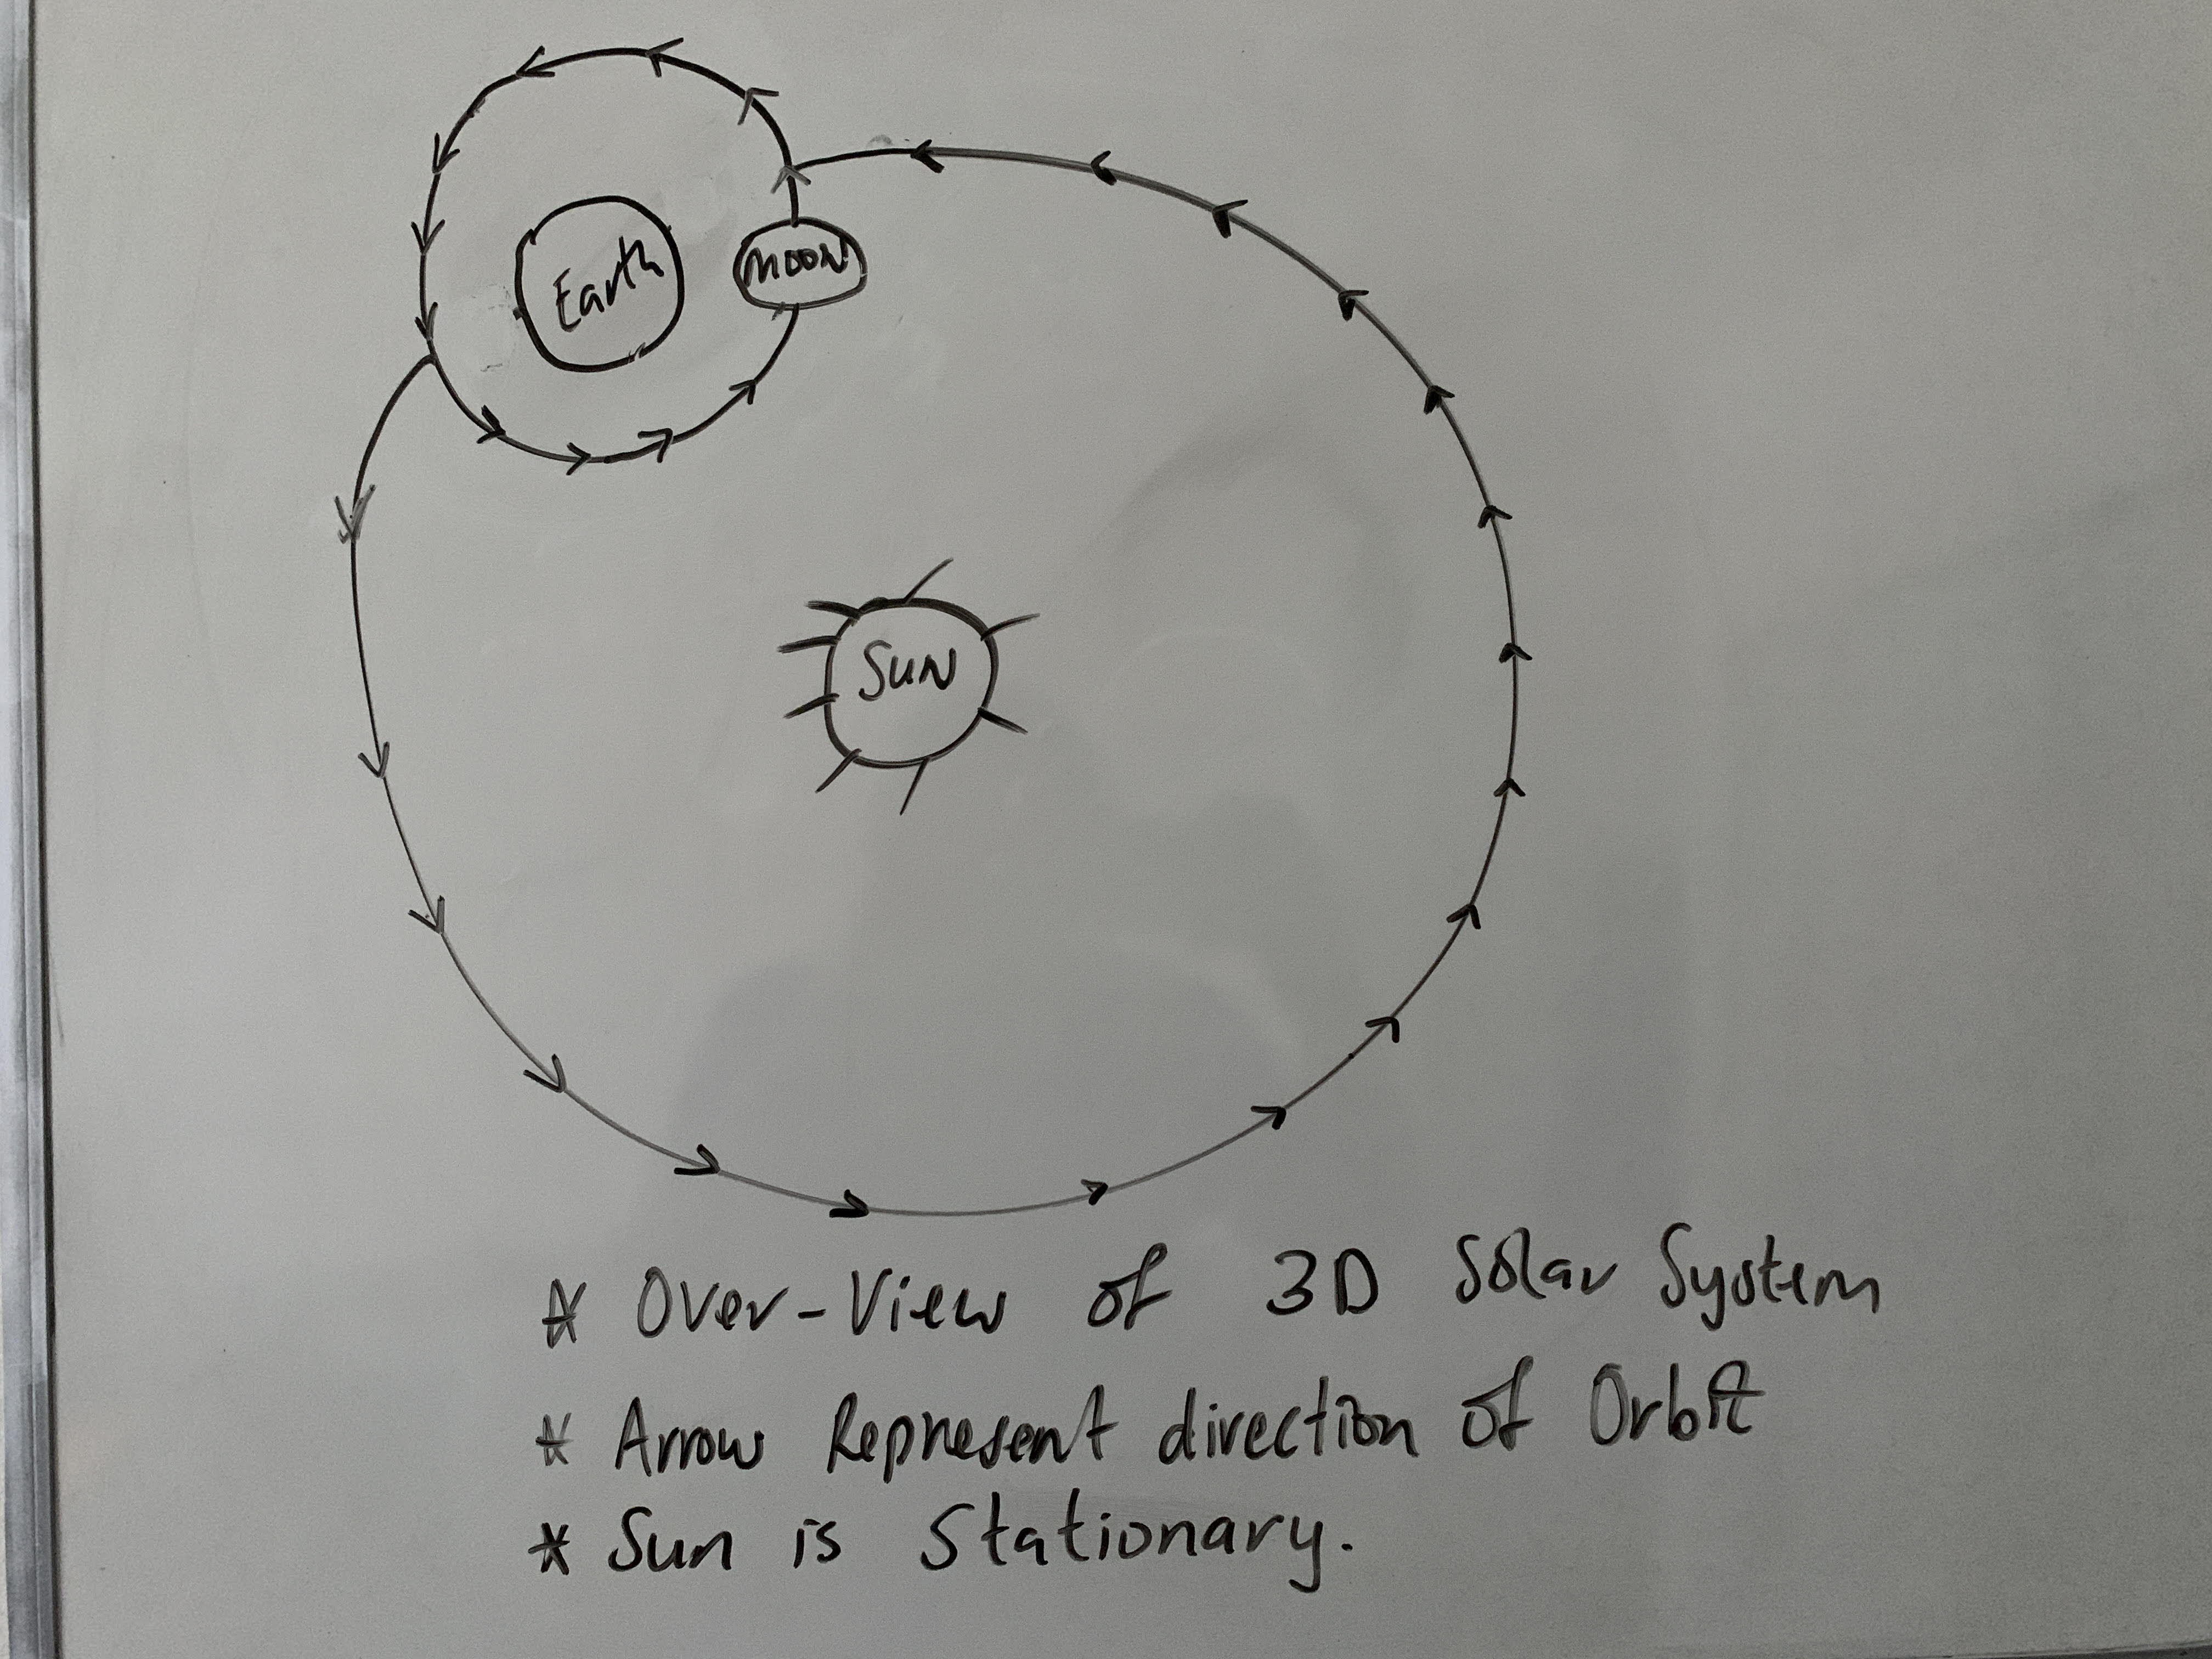 Earth
MOON
SUN
* Over-View of 3D Solar System
* Arrow Represent direction of Orbit
* Sun is Stationary.